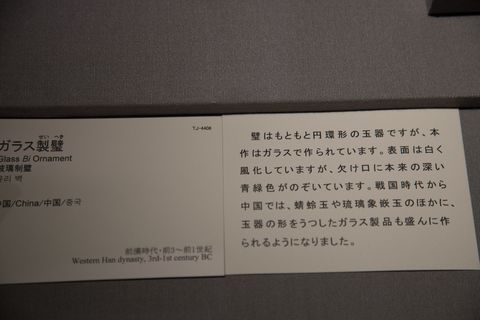 TJ-4408
せい へき
ガラス製璧
Glass Bi Ornament
玻璃制璧
유리 벽
中国/China/中国/중국
前漢時代・前3～前1世紀
Western Han dynasty, 3rd-1st century BC
璧はもともと円環形の玉器ですが、本
作はガラスで作られています。表面は白く
風化していますが、欠け口に本来の深い
青緑色がのぞいています。戦国時代から
中国では、蜻蛉玉や琉璃象嵌玉のほかに、
玉器の形をうつしたガラス製品も盛んに作
られるようになりました。